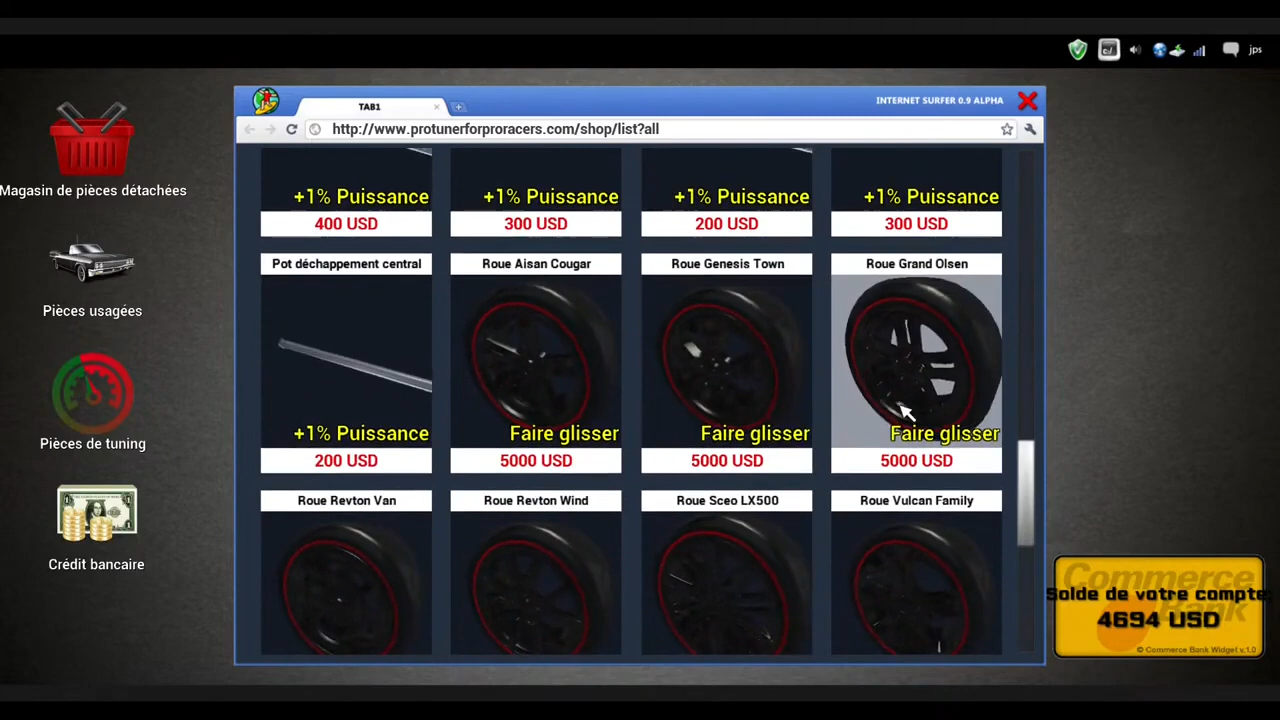 jps
TAB1
INTERNET SURFER 0.9 ALPHA
http://www.protunerforproracers.com/shop/list?all
Magasin de pièces détachées
Pièces usagées
Pièces de tuning
Crédit bancaire
+1% Puissance +1% Puissance +1% Puissance +1% Puissance
400 USD 300 USD 200 USD 300 USD
Pot déchappement central Roue Aisan Cougar Roue Genesis Town Roue Grand Olsen
+1% Puissance Faire glisser Faire glisser Faire glisser
200 USD 5000 USD 5000 USD 5000 USD
Roue Revton Van Roue Revton Wind Roue Sceo LX500 Roue Vulcan Family
Commerce Bank
Solde de votre compte:
4694 USD
© Commerce Bank Widget v.1.0